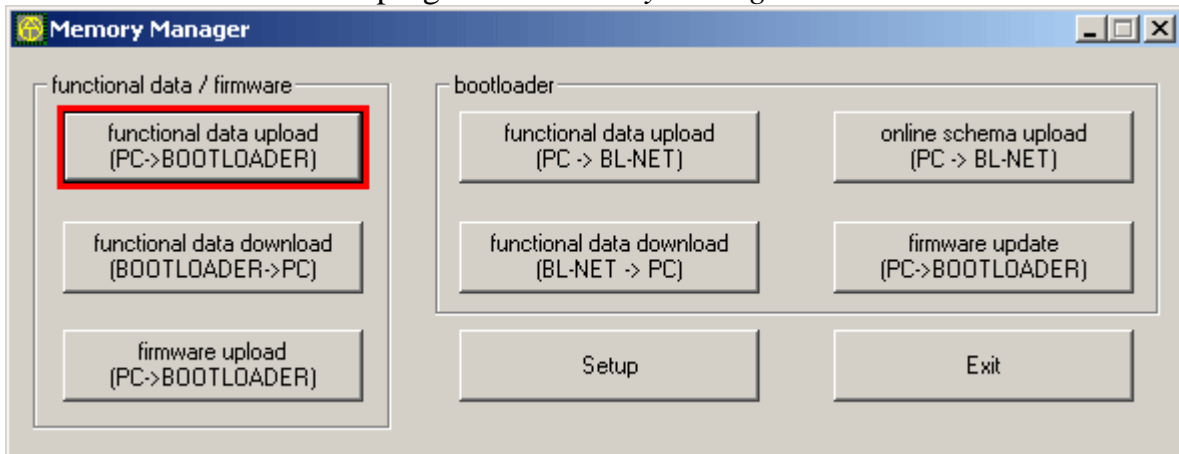 Memory Manager
functional data / firmware
functional data upload
(PC->BOOTLOADER)
functional data download
(BOOTLOADER->PC)
firmware upload
(PC->BOOTLOADER)
bootloader
functional data upload
(PC -> BL-NET)
online schema upload
(PC -> BL-NET)
functional data download
(BL-NET -> PC)
firmware update
(PC->BOOTLOADER)
Setup
Exit